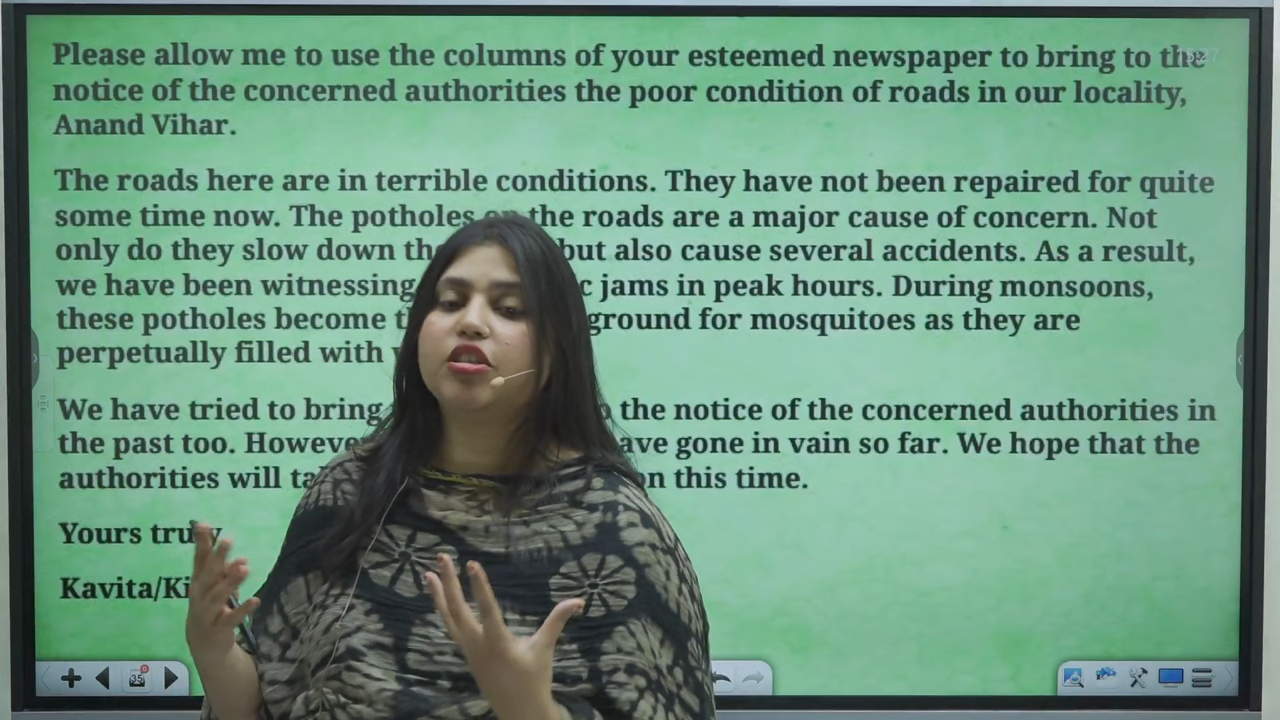 Please allow me to use the columns of your esteemed newspaper to bring to the
notice of the concerned authorities the poor condition of roads in our locality,
Anand Vihar.
The roads here are in terrible conditions. They have not been repaired for quite
some time now. The potholes on the roads are a major cause of concern. Not
only do they slow down but also cause several accidents. As a result,
we have been witnessing jams in peak hours. During monsoons,
these potholes become ground for mosquitoes as they are
perpetually filled with
We have tried to bring the notice of the concerned authorities in
the past too. gone in vain so far. We hope that the
authorities will this time.
Yours truly
Kavita/
35